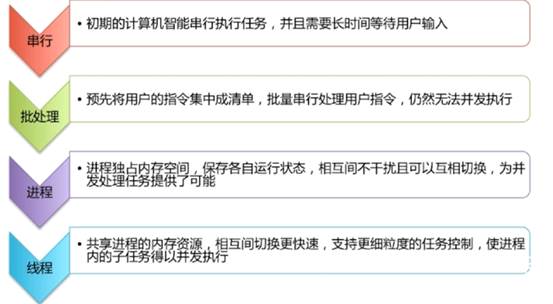 串行
• 初期的计算机智能串行执行任务，并且需要长时间等待用户输入
批处理
• 预先将用户的指令集中成清单，批量串行处理用户指令，仍然无法并发执行
进程
• 进程独占内存空间，保存各自运行状态，相互间不干扰且可以互相切换，为并
发处理任务提供了可能
线程
• 共享进程的内存资源，相互间切换更快速，支持更细粒度的任务控制，使进程
内的子任务得以并发执行